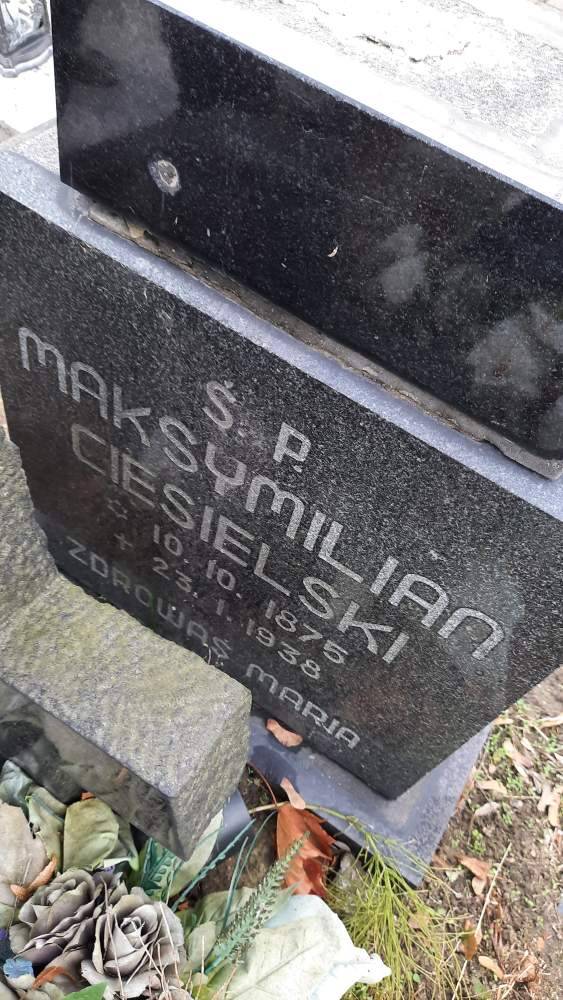 Ś. P.
MAKSYMILIAN
CIESIELSKI
☼ 10. 10. 1875
+ 23. 1. 1938
ZDROWAŚ MARIA